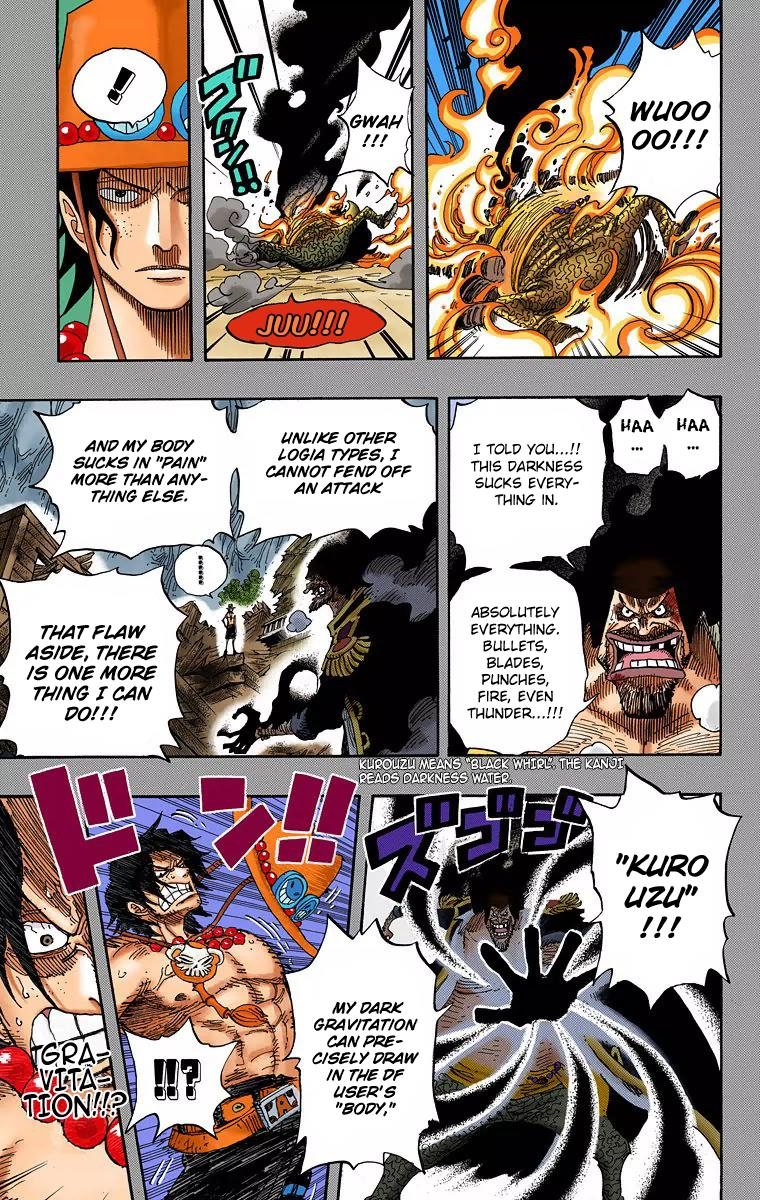 WUOO
OO!!!
GWAH
!!!
JUU!!!
!
HAA
...
HAA
...
I TOLD YOU...!!
THIS DARKNESS
SUCKS EVERY-
THING IN.
ABSOLUTELY
EVERYTHING.
BULLETS,
BLADES,
PUNCHES,
FIRE, EVEN
THUNDER...!!!
UNLIKE OTHER
LOGIA TYPES, I
CANNOT FEND OFF
AN ATTACK
AND MY BODY
SUCKS IN "PAIN"
MORE THAN ANY-
THING ELSE.
......
THAT FLAW
ASIDE, THERE
IS ONE MORE
THING I CAN
DO!!!
KUROUZU MEANS "BLACK WHIRL". THE KANJI
READS DARKNESS WATER.
"KURO
UZU"
!!!
ズゴゴゴ
MY DARK
GRAVITATION
CAN PRE-
CISELY DRAW
IN THE DF
USER'S
"BODY,"
ドン!!
!!?
"GRA-
VITA-
TION!!?